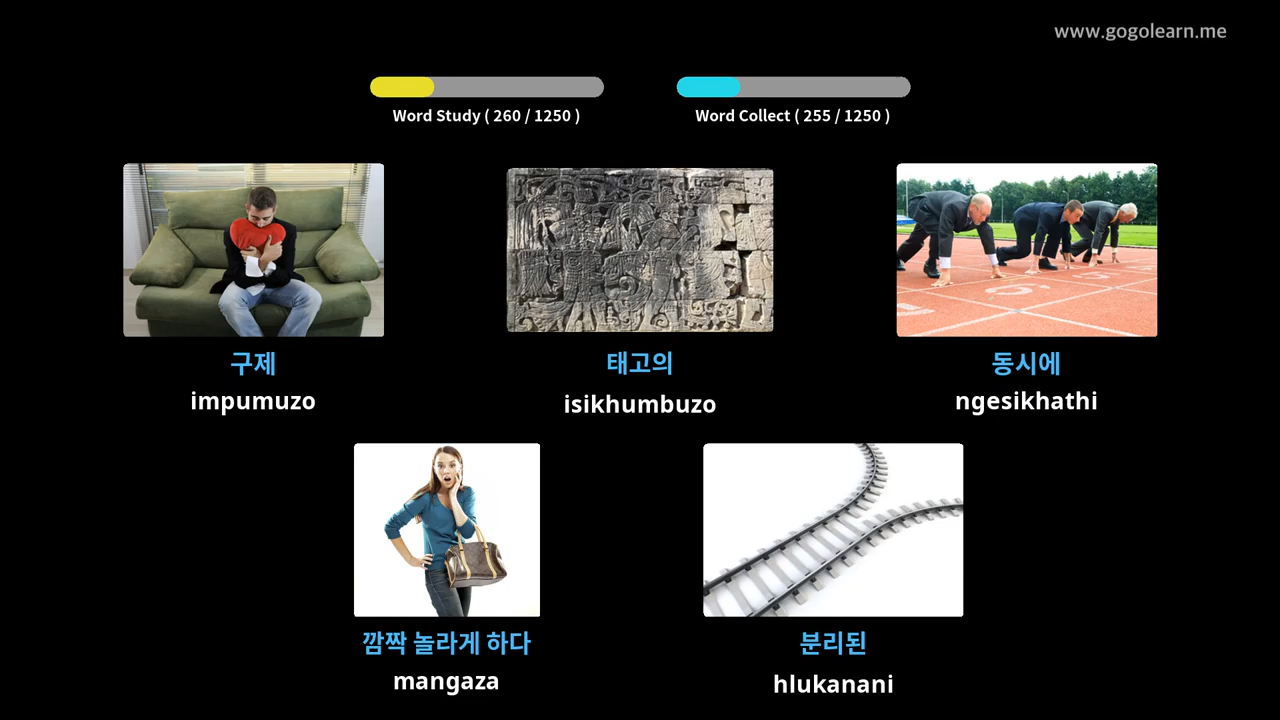 www.gogolearn.me
Word Study ( 260 / 1250 )
Word Collect ( 255 / 1250 )
구제
impumuzo
태고의
isikhumbuzo
동시에
ngesikhathi
깜짝 놀라게 하다
mangaza
분리된
hlukanani